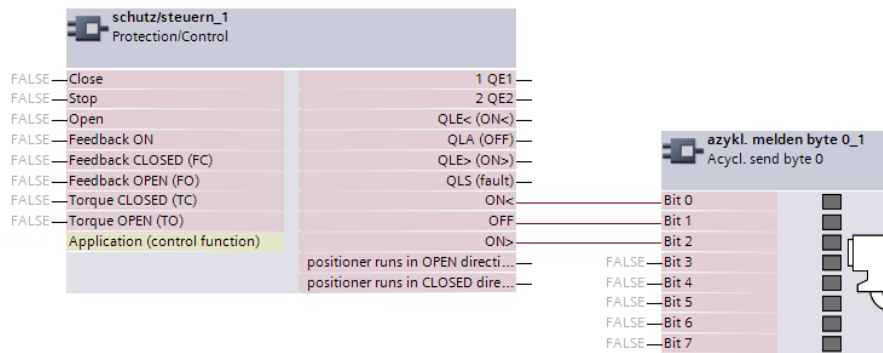 schutz/steuern_1
Protection/Control
FALSE Close 1 QE1
FALSE Stop 2 QE2
FALSE Open QLE< (ON<)
FALSE Feedback ON QLA (OFF)
FALSE Feedback CLOSED (FC) QLE> (ON>)
FALSE Feedback OPEN (FO) QLS (fault)
FALSE Torque CLOSED (TC) ON<
FALSE Torque OPEN (TO) OFF
Application (control function) ON>
positioner runs in OPEN directi...
positioner runs in CLOSED dire...
azykl. melden byte 0_1
Acycl. send byte 0
Bit 0
Bit 1
Bit 2
FALSE Bit 3
FALSE Bit 4
FALSE Bit 5
FALSE Bit 6
FALSE Bit 7